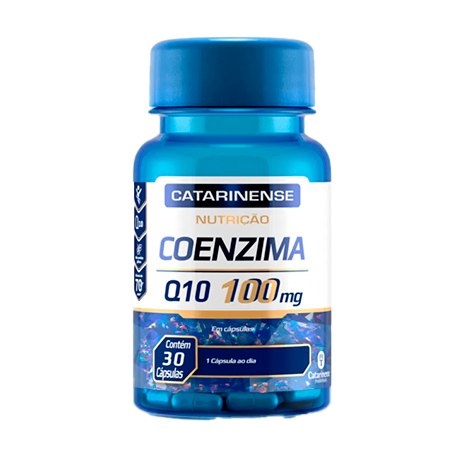 CATARINENSE
NUTRIÇÃO
COENZIMA
Q10 100mg
Em cápsulas
Contém
30
Cápsulas
1 Cápsula ao dia
Catarinense